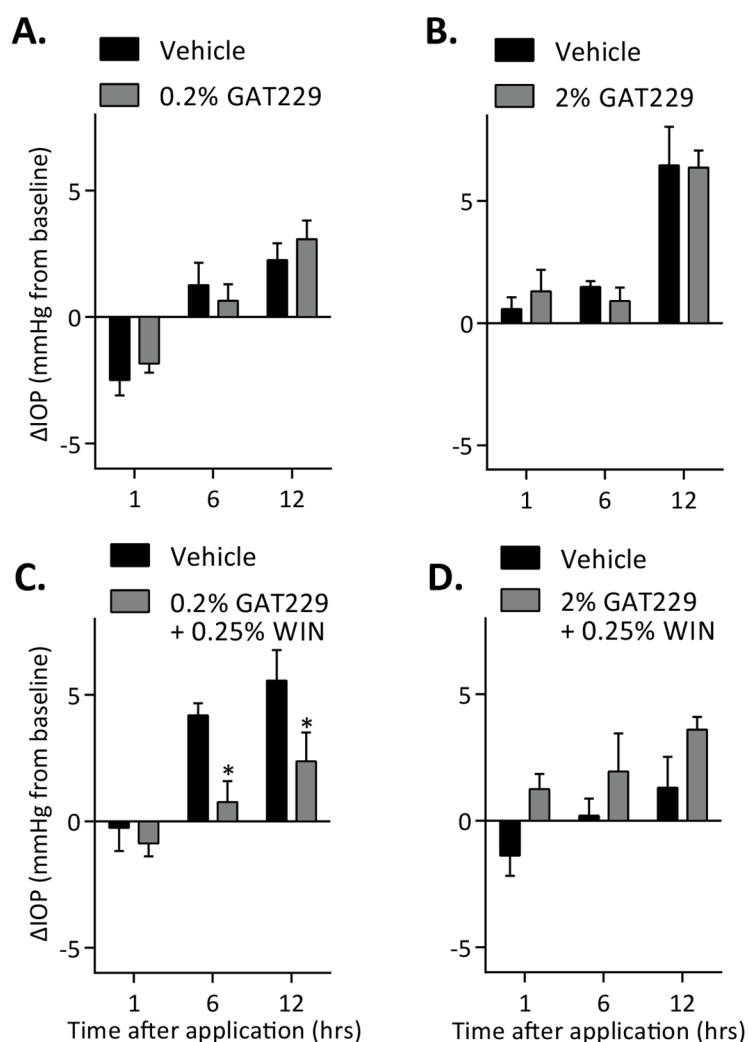 A.
Vehicle
0.2% GAT229
ΔIOP (mmHg from baseline)
5
0
-5
1 6 12
B.
Vehicle
2% GAT229
5
0
-5
1 6 12
C.
Vehicle
0.2% GAT229
+ 0.25% WIN
ΔIOP (mmHg from baseline)
5
0
-5
* *
1 6 12
Time after application (hrs)
D.
Vehicle
2% GAT229
+ 0.25% WIN
5
0
-5
1 6 12
Time after application (hrs)